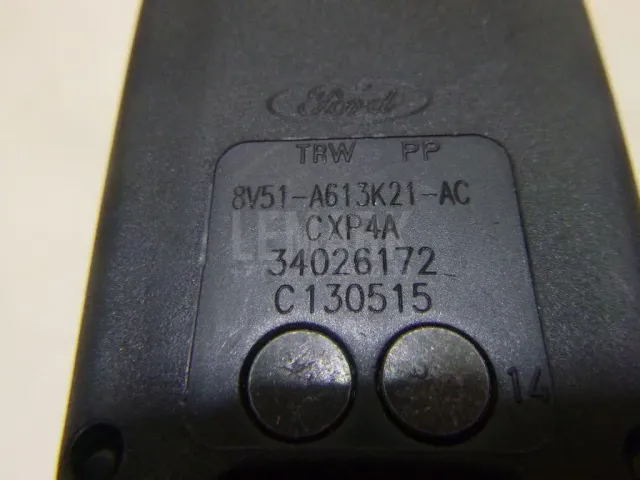 Ford
TRW PP
8V51-A613K21-AC
CXP4A
34026172
C130515
14